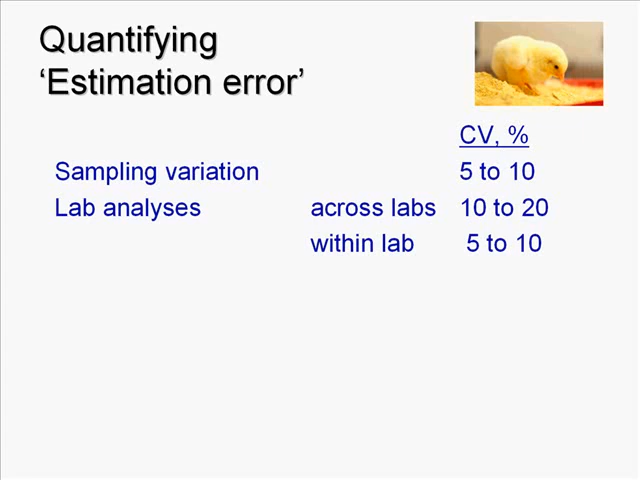 Quantifying
‘Estimation error’
CV, %
Sampling variation 5 to 10
Lab analyses across labs 10 to 20
within lab 5 to 10